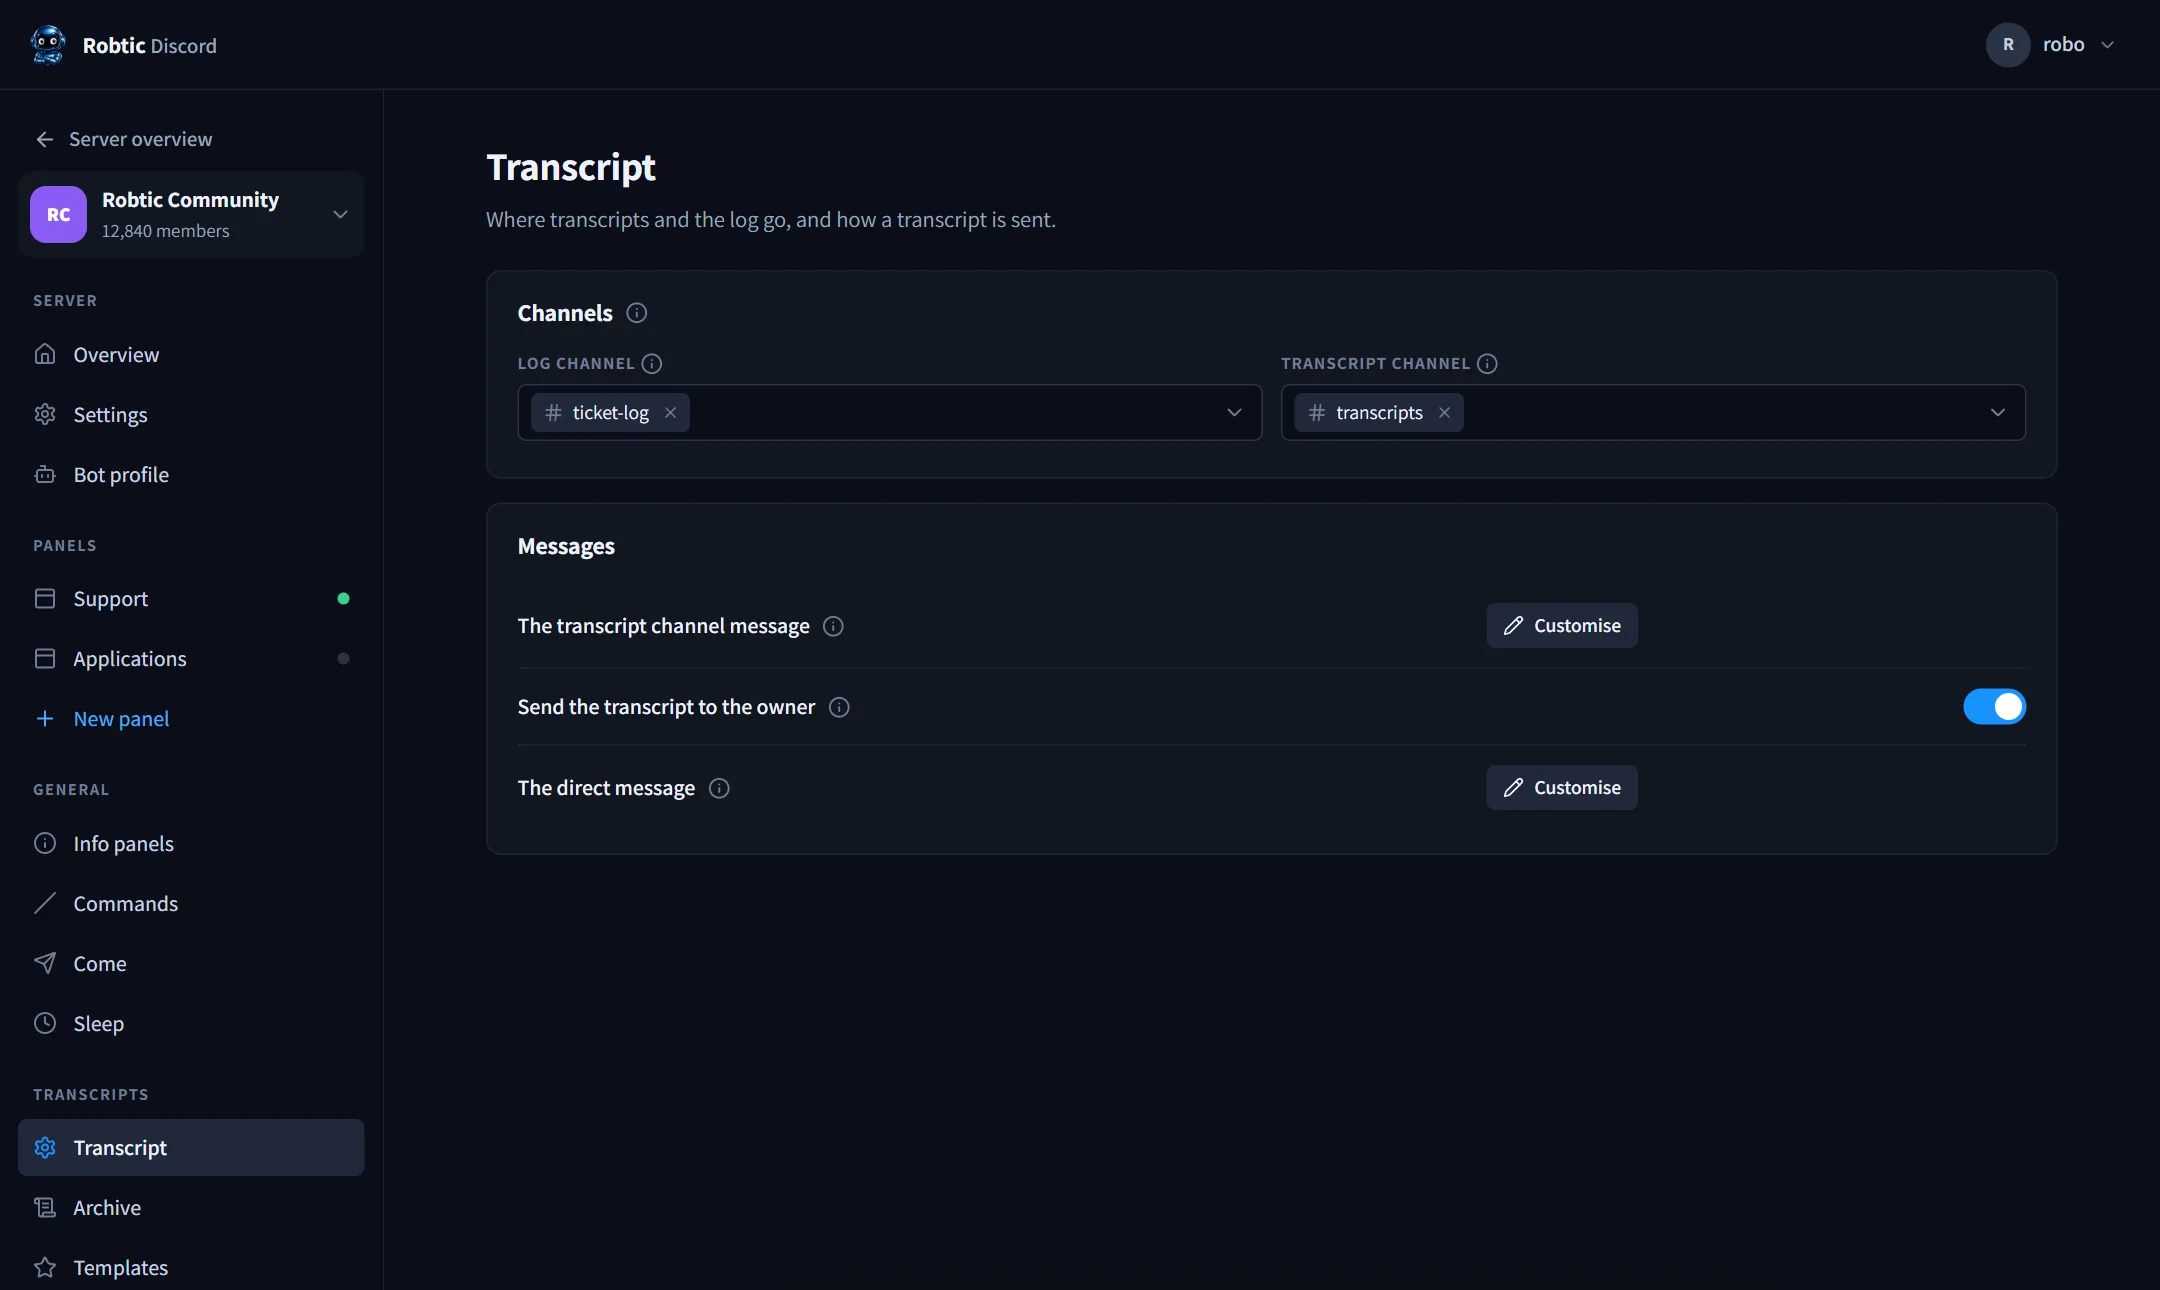 Robtic Discord
R robo
Server overview
RC Robtic Community
12,840 members
SERVER
Overview
Settings
Bot profile
PANELS
Support
Applications
New panel
GENERAL
Info panels
Commands
Come
Sleep
TRANSCRIPTS
Transcript
Archive
Templates
Transcript
Where transcripts and the log go, and how a transcript is sent.
Channels
LOG CHANNEL
# ticket-log
TRANSCRIPT CHANNEL
# transcripts
Messages
The transcript channel message
Customise
Send the transcript to the owner
The direct message
Customise